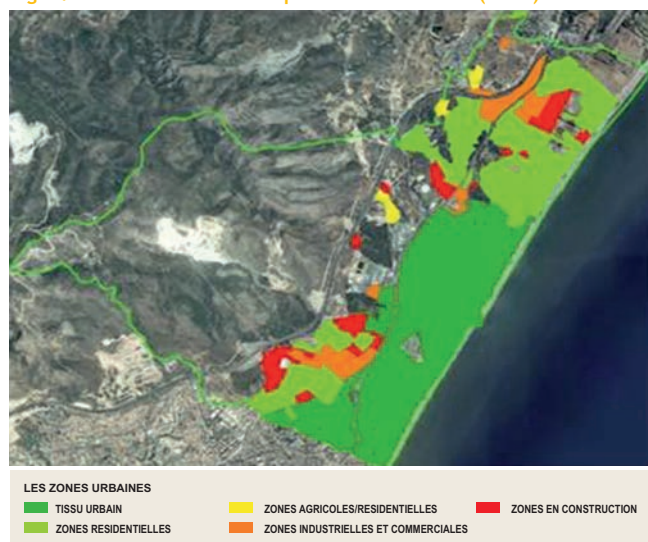 LES ZONES URBAINES
TISSU URBAIN
ZONES AGRICOLES/RESIDENTIELLES
ZONES EN CONSTRUCTION
ZONES RESIDENTIELLES
ZONES INDUSTRIELLES ET COMMERCIALES